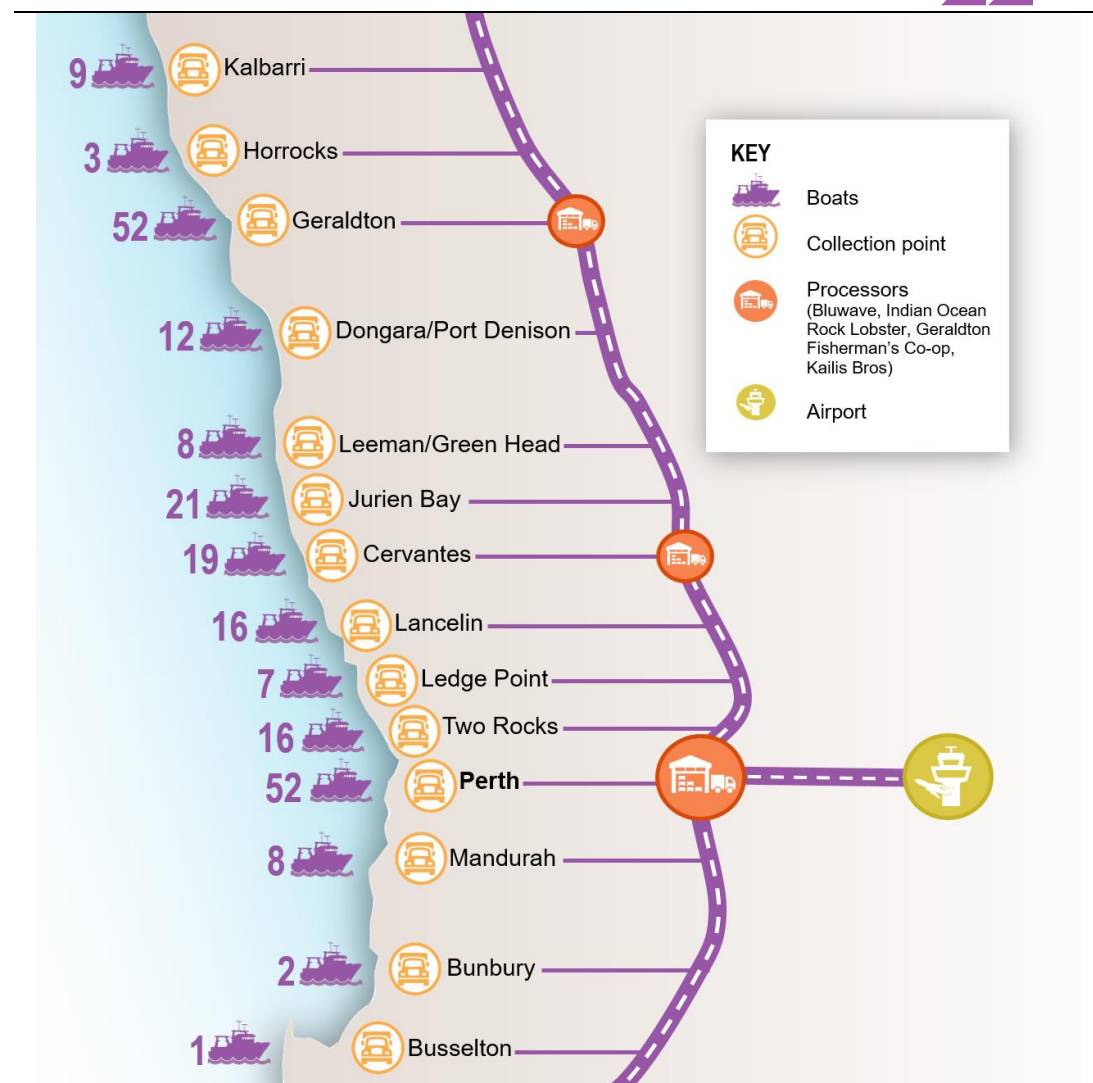 9 Kalbarri
3 Horrocks
52 Geraldton
12 Dongara/Port Denison
8 Leeman/Green Head
21 Jurien Bay
19 Cervantes
16 Lancelin
7 Ledge Point
16 Two Rocks
52 Perth
8 Mandurah
2 Bunbury
1 Busselton
KEY
Boats
Collection point
Processors
(Bluwave, Indian Ocean
Rock Lobster, Geraldton
Fisherman's Co-op,
Kailis Bros)
Airport